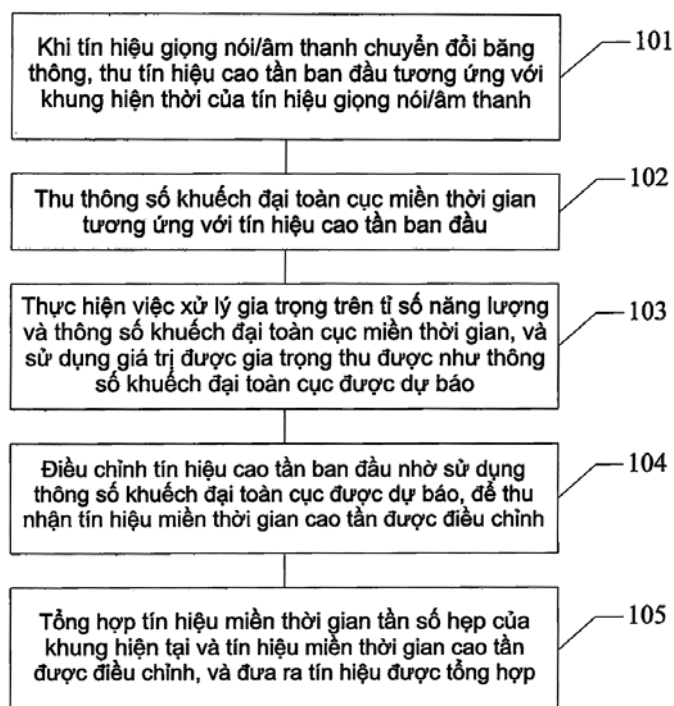 Khi tín hiệu giọng nói/âm thanh chuyển đổi băng
thông, thu tín hiệu cao tần ban đầu tương ứng với
khung hiện thời của tín hiệu giọng nói/âm thanh
101
Thu thông số khuếch đại toàn cục miền thời gian
tương ứng với tín hiệu cao tần ban đầu
102
Thực hiện việc xử lý gia trọng trên tỉ số năng lượng
và thông số khuếch đại toàn cục miền thời gian, và
sử dụng giá trị được gia trọng thu được như thông
số khuếch đại toàn cục được dự báo
103
Điều chỉnh tín hiệu cao tần ban đầu nhờ sử dụng
thông số khuếch đại toàn cục được dự báo, để thu
nhận tín hiệu miền thời gian cao tần được điều chỉnh
104
Tổng hợp tín hiệu miền thời gian tần số hẹp của
khung hiện tại và tín hiệu miền thời gian cao tần
được điều chỉnh, và đưa ra tín hiệu được tổng hợp
105